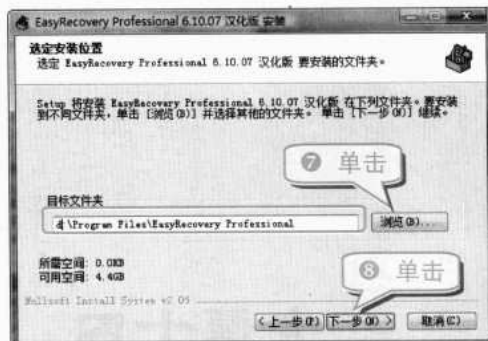 EasyRecovery Professional 6.10.07 汉化版 安装
选定安装位置
选定 EasyRecovery Professional 6.10.07 汉化版 要安装的文件夹。
Setup 将安装 EasyRecovery Professional 6.10.07 汉化版 在下列文件夹。要安装
到不同文件夹，单击 [浏览(B)] 并选择其他的文件夹。 单击 [下一步(N)] 继续。
⑦ 单击
目标文件夹
d:\Program Files\EasyRecovery Professional
浏览(B)...
所需空间: 0.0KB
可用空间: 4.4GB
⑧ 单击
Nullsoft Install System v2.05
< 上一步(P)
下一步(N) >
取消(C)